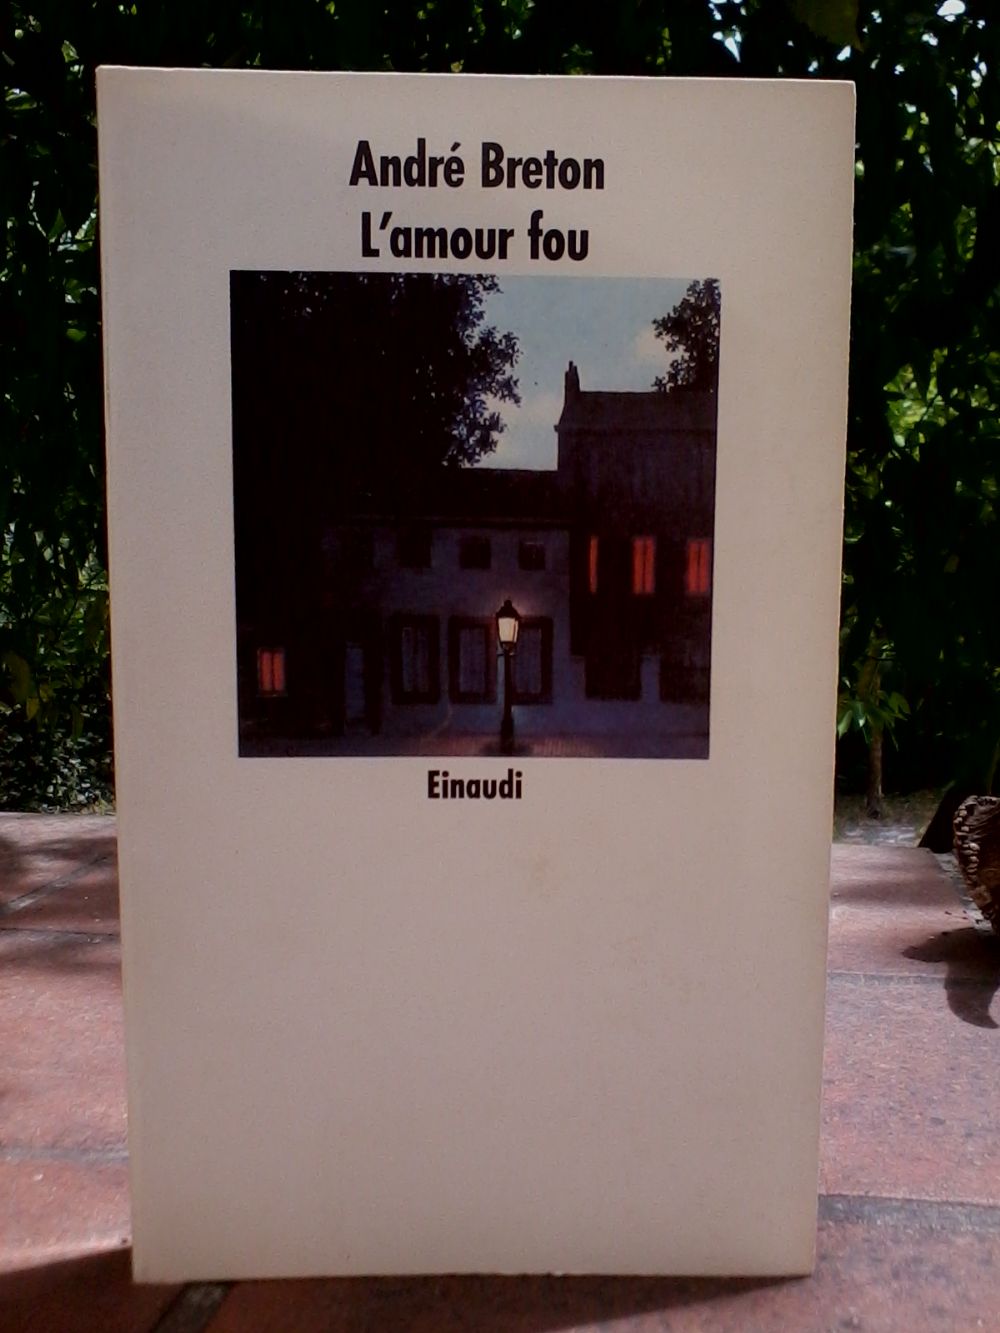 André Breton
L'amour fou
Einaudi